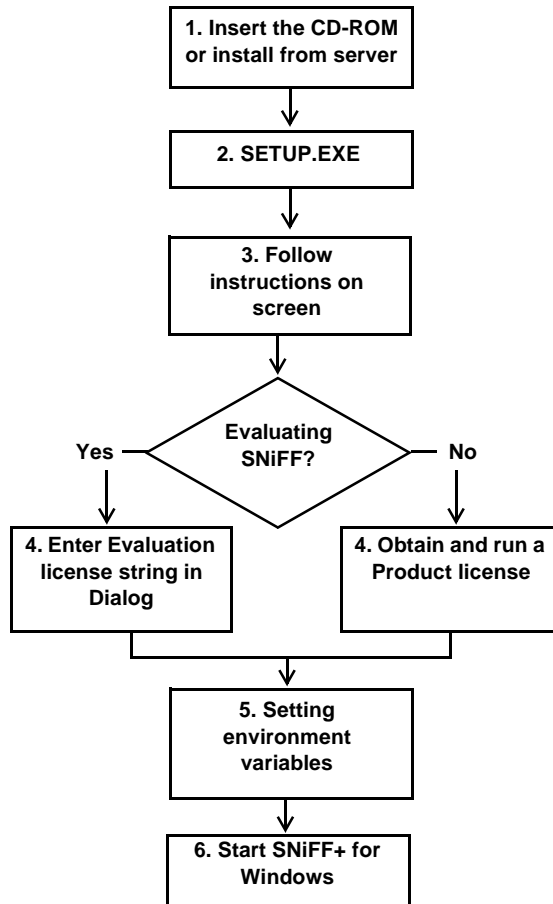 1. Insert the CD-ROM
or install from server
2. SETUP.EXE
3. Follow
instructions on
screen
Evaluating
SNiFF?
Yes
No
4. Enter Evaluation
license string in
Dialog
4. Obtain and run a
Product license
5. Setting
environment
variables
6. Start SNiFF+ for
Windows